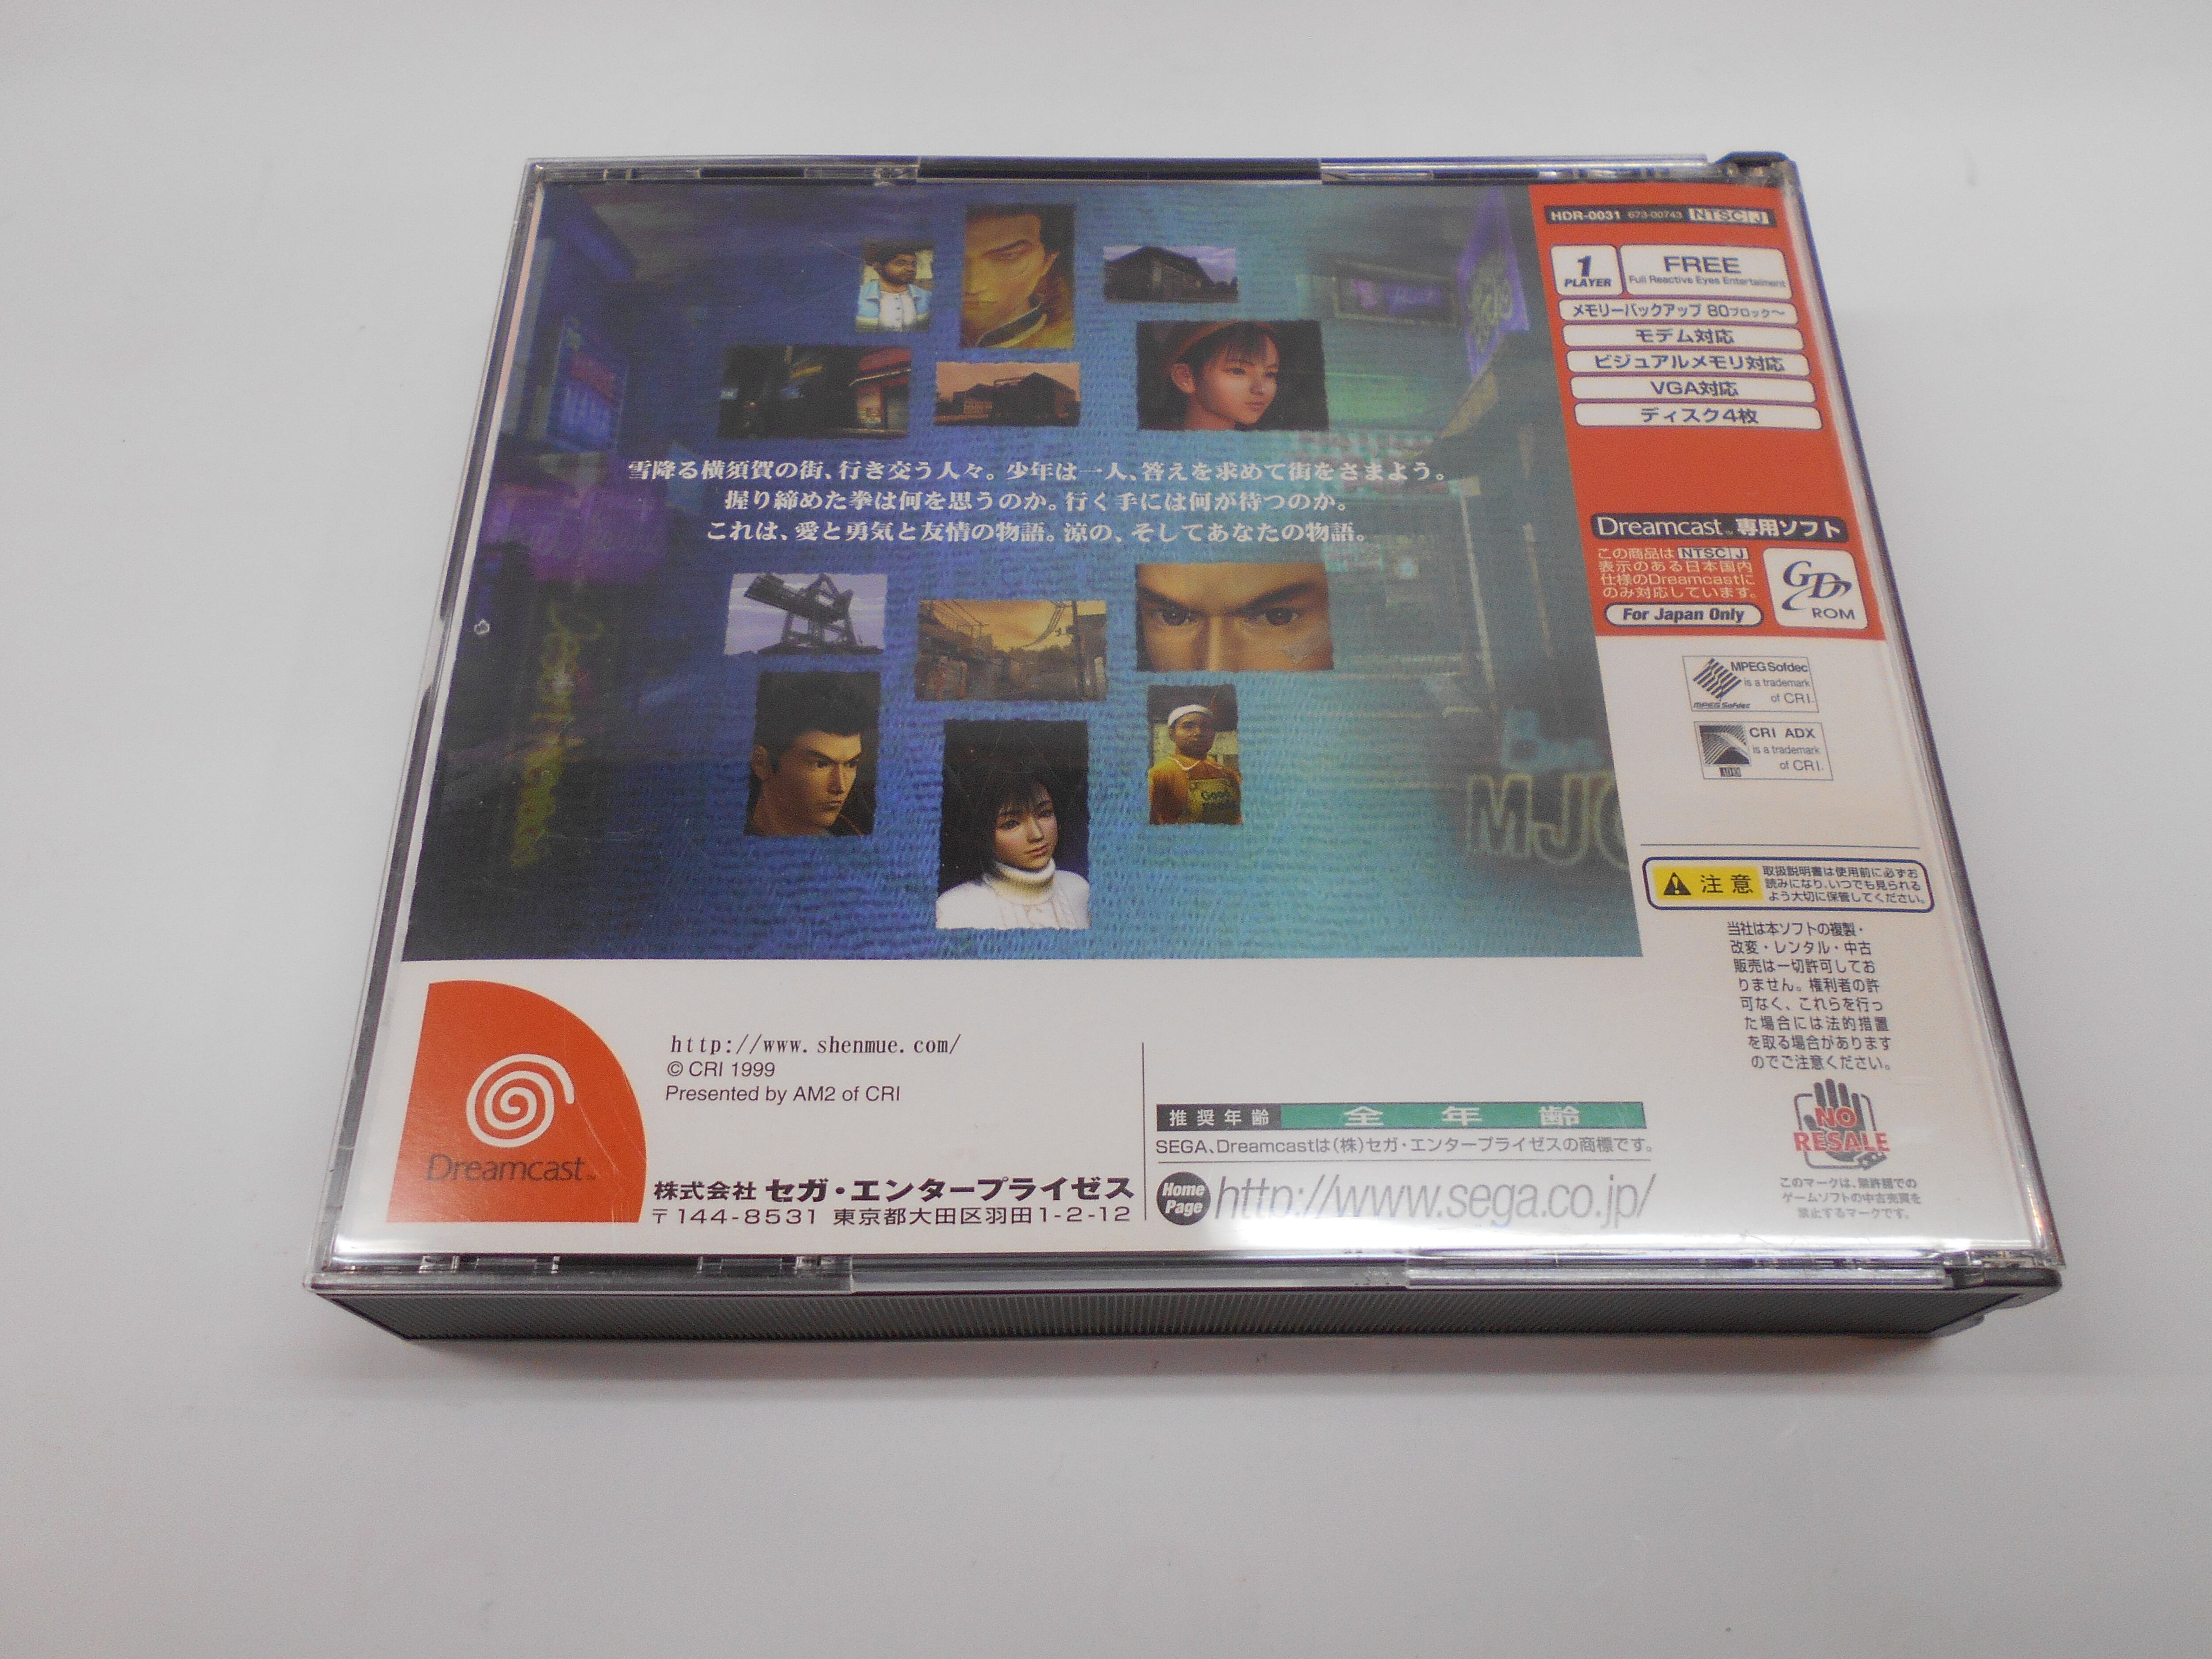 HDR-0031 673-00743 NTSC J
1
PLAYER
FREE
Full Reactive Eyes Entertaiment
メモリーバックアップ 80ブロック〜
モデム対応
ビジュアルメモリ対応
VGA対応
ディスク4枚
雪降る横須賀の街、行き交う人々。少年は一人、答えを求めて街をさまよう。
握り締めた拳は何を思うのか。行く手には何が待つのか。
これは、愛と勇気と友情の物語。涼の、そしてあなたの物語。
Dreamcast™専用ソフト
この商品は NTSC J
表示のある日本国内
仕様のDreamcastに
のみ対応しています。
For Japan Only
GD
ROM
MPEG Sofdec
is a trademark
of CRI.
MPEG Sofdec
CRI ADX
is a trademark
of CRI.
ADX
Good
MJQ
注意
取扱説明書は使用前に必ずお
読みになり、いつでも見られる
よう大切に保管してください。
当社は本ソフトの複製・
改変・レンタル・中古
販売は一切許可してお
りません。権利者の許
可なく、これらを行っ
た場合には法的措置
を取る場合があります
のでご注意ください。
NO
RESALE
このマークは、無許諾での
ゲームソフトの中古売買を
禁止するマークです。
Dreamcast™
http://www.shenmue.com/
© CRI 1999
Presented by AM2 of CRI
株式会社 セガ・エンタープライゼス
〒144-8531 東京都大田区羽田1-2-12
推奨年齢 全年齢
SEGA、Dreamcastは(株)セガ・エンタープライゼスの商標です。
Home
Page
http://www.sega.co.jp/